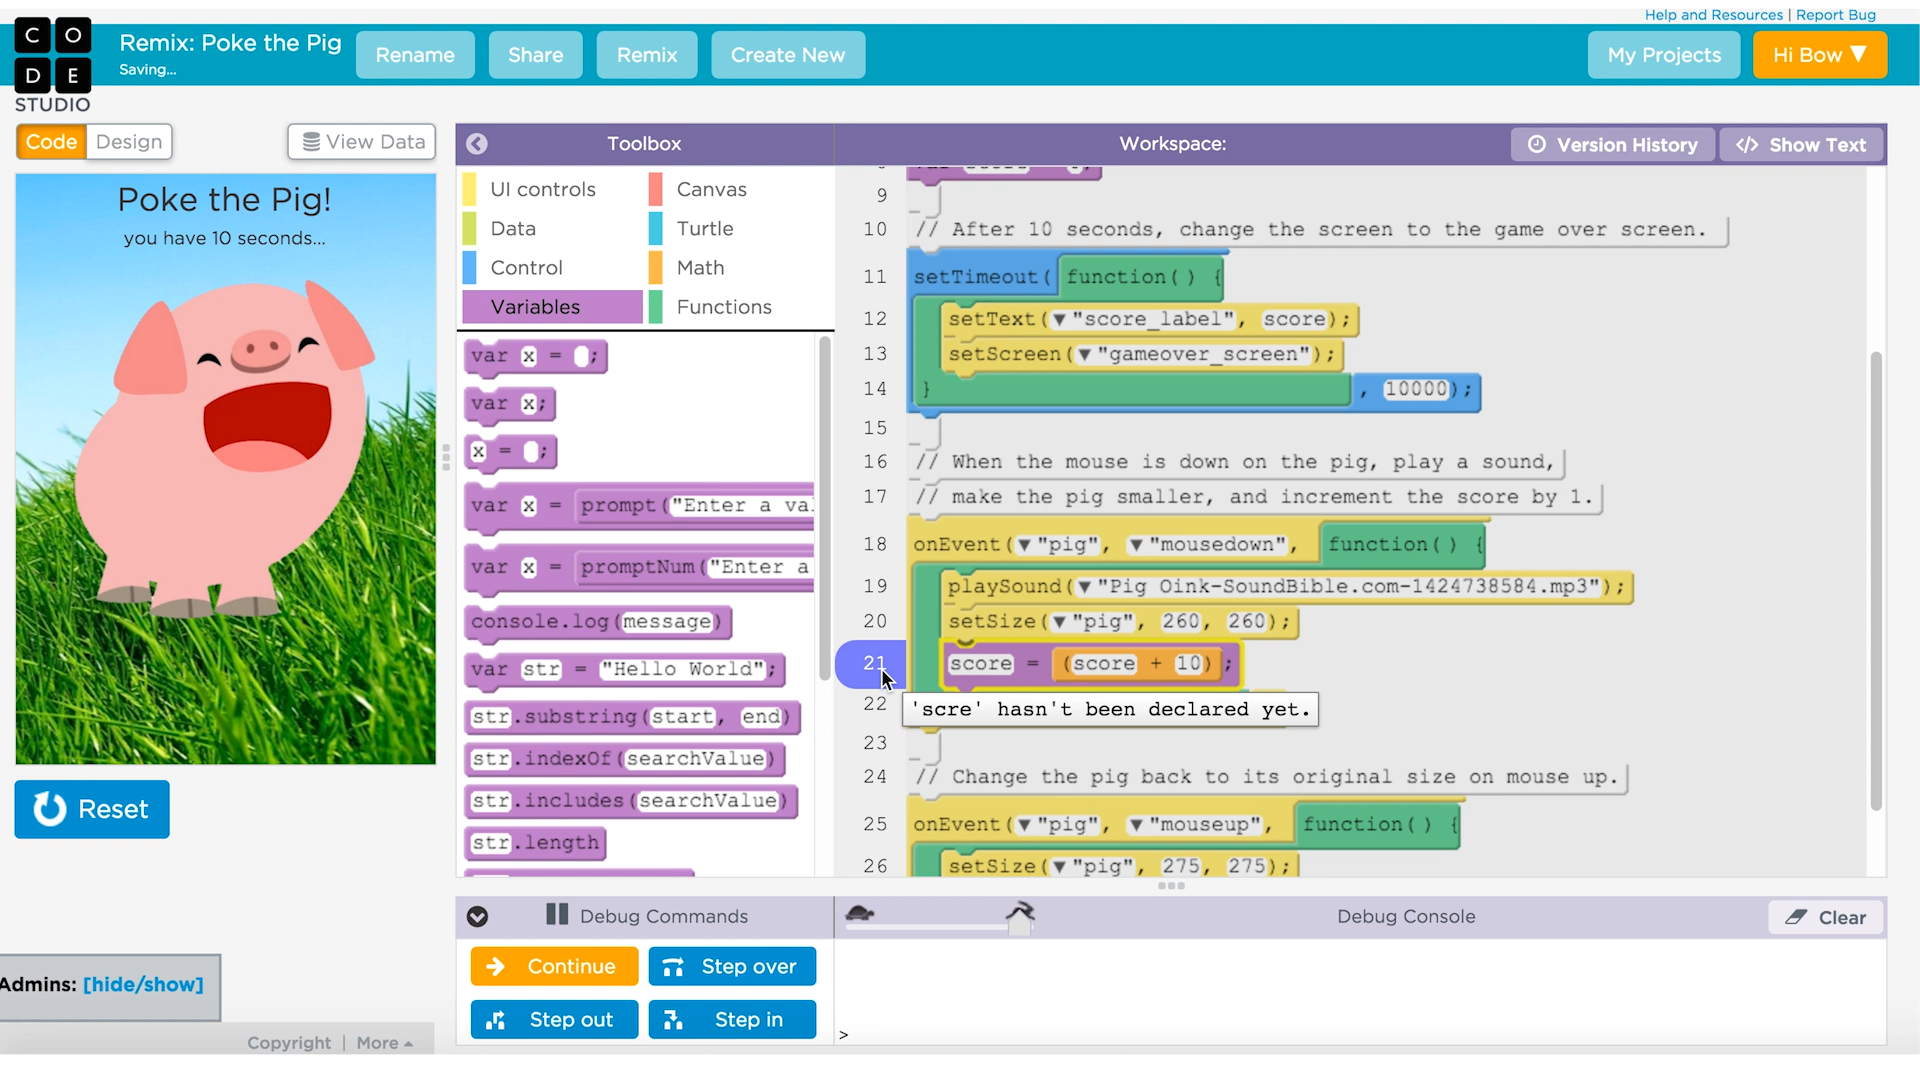 Help and Resources | Report Bug
CODE
STUDIO
Remix: Poke the Pig
Saving...
Rename
Share
Remix
Create New
My Projects
Hi Bow ▼
Code
Design
View Data
Poke the Pig!
you have 10 seconds...
Reset
Admins: [hide/show]
Copyright | More
Toolbox
UI controls
Canvas
Data
Turtle
Control
Math
Variables
Functions
var x = ;
var x;
x = ;
var x = prompt("Enter a va
var x = promptNum("Enter a
console.log(message)
var str = "Hello World";
str.substring(start, end)
str.indexOf(searchValue)
str.includes(searchValue)
str.length
Workspace:
Version History
</> Show Text
9
10 // After 10 seconds, change the screen to the game over screen.
11 setTimeout( function() {
12 setText(▼"score_label", score);
13 setScreen(▼"gameover_screen");
14 } , 10000);
15
16 // When the mouse is down on the pig, play a sound,
17 // make the pig smaller, and increment the score by 1.
18 onEvent(▼"pig", ▼"mousedown", function() {
19 playSound(▼"Pig Oink-SoundBible.com-1424738584.mp3");
20 setSize(▼"pig", 260, 260);
21 score = (score + 10);
22
'scre' hasn't been declared yet.
23
24 // Change the pig back to its original size on mouse up.
25 onEvent(▼"pig", ▼"mouseup", function() {
26 setSize(▼"pig", 275, 275);
Debug Commands
Debug Console
Clear
Continue
Step over
Step out
Step in
>